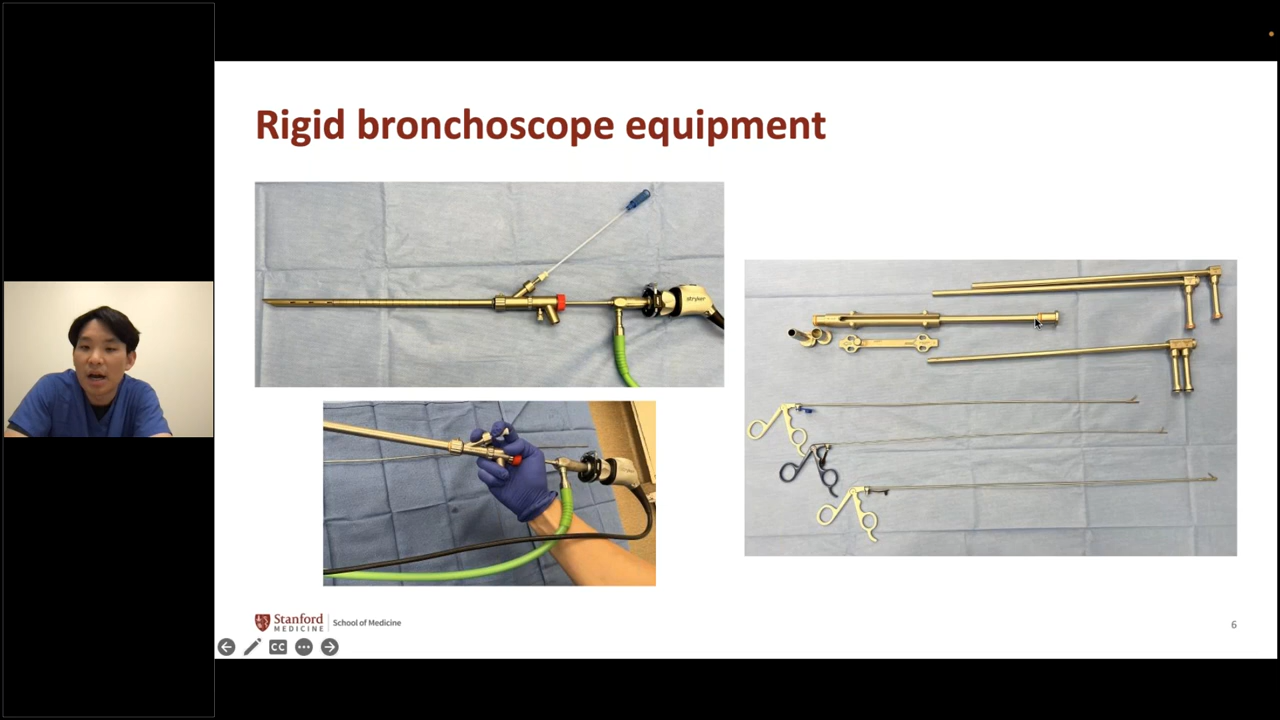 Rigid bronchoscope equipment
stryker
Stanford
MEDICINE
School of Medicine
6
CC